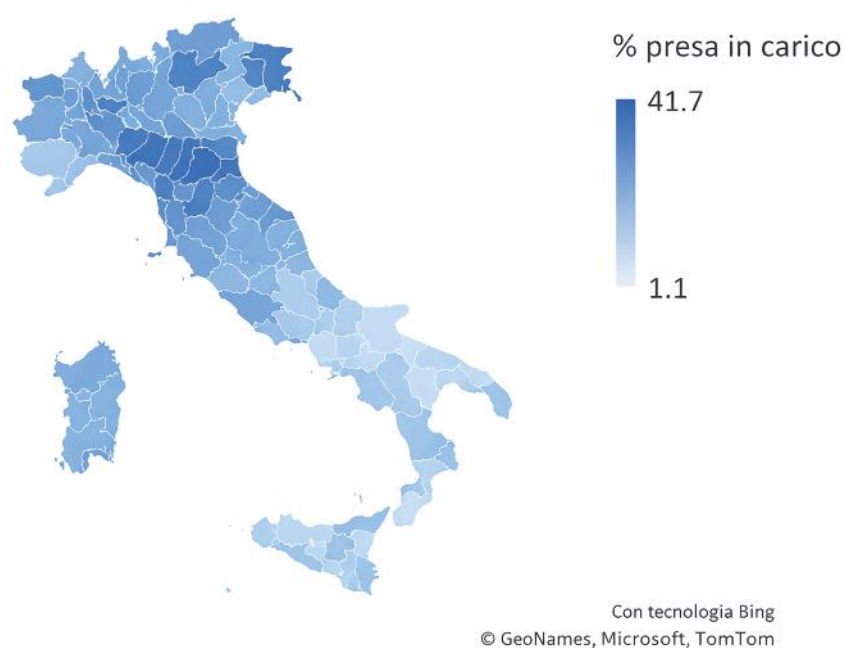 % presa in carico
41.7
1.1
Con tecnologia Bing
© GeoNames, Microsoft, TomTom